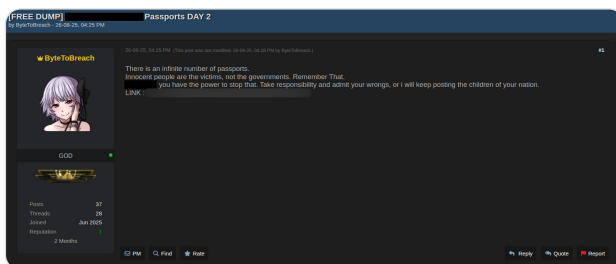 [FREE DUMP] Passports DAY 2
by ByteToBreach - 26-08-25, 04:25 PM
ByteToBreach
GOD
Posts 37
Threads 28
Joined Jun 2025
Reputation 1
2 Months
26-08-25, 04:25 PM (This post was last modified: 26-08-25, 04:28 PM by ByteToBreach.)
#1
There is an infinite number of passports.
Innocent people are the victims, not the governments. Remember That.
you have the power to stop that. Take responsibility and admit your wrongs, or i will keep posting the children of your nation.
LINK :
PM Find Rate
Reply Quote Report